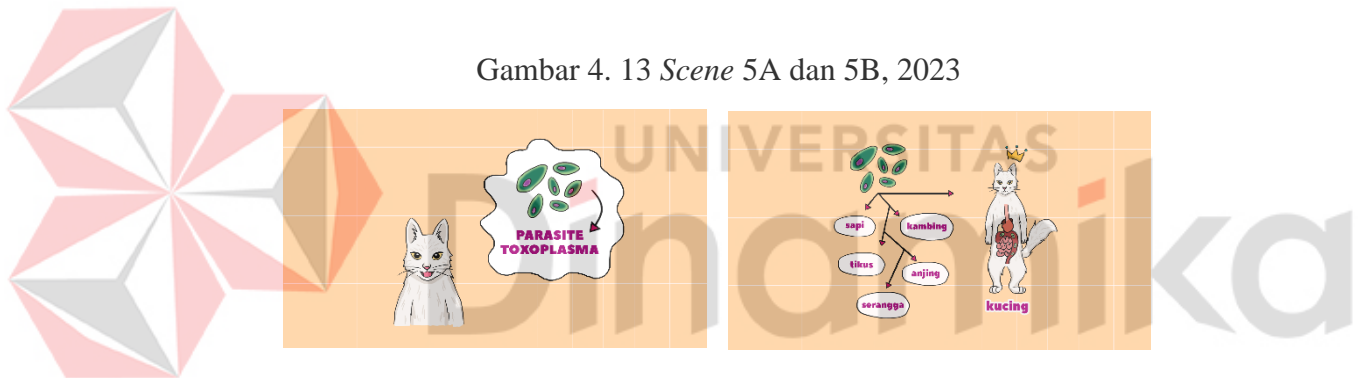 Gambar 4. 13 Scene 5A dan 5B, 2023
UNIVERSITAS
Dinamika
PARASITE
TOXOPLASMA
sapi
kambing
tikus
anjing
serangga
kucing